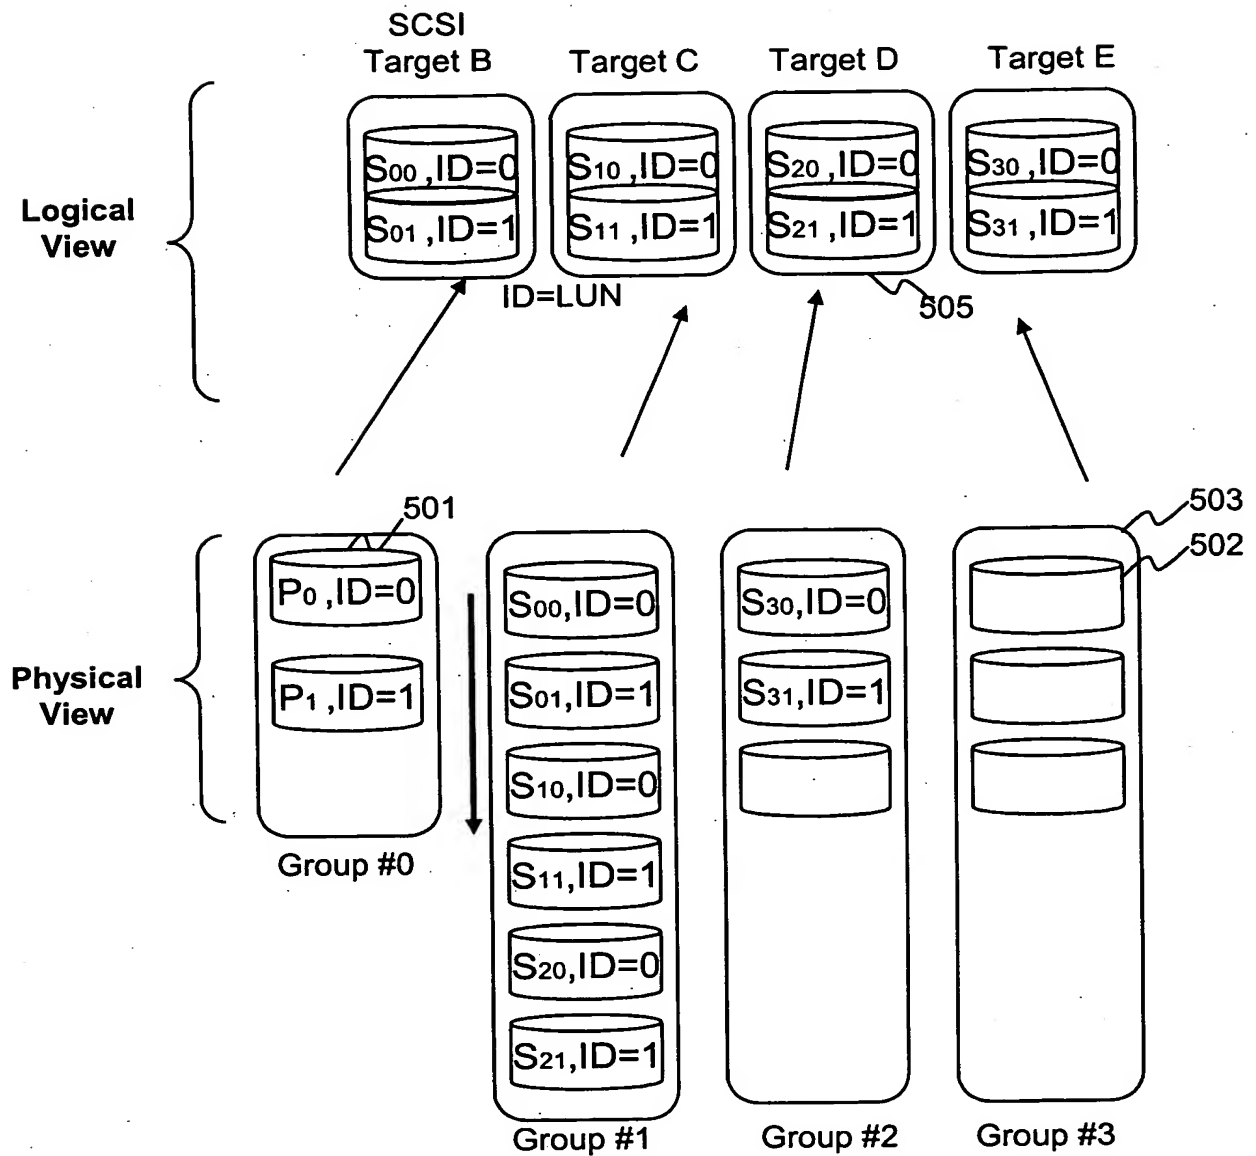 SCSI
Target B
Target C
Target D
Target E
Logical
View
S00 ,ID=0
S10 ,ID=0
S20 ,ID=0
S30 ,ID=0
S01 ,ID=1
S11 ,ID=1
S21 ,ID=1
S31 ,ID=1
ID=LUN
505
501
503
502
Physical
View
P0 ,ID=0
P1 ,ID=1
Group #0
S00,ID=0
S01,ID=1
S10,ID=0
S11,ID=1
S20,ID=0
S21,ID=1
Group #1
S30,ID=0
S31,ID=1
Group #2
Group #3